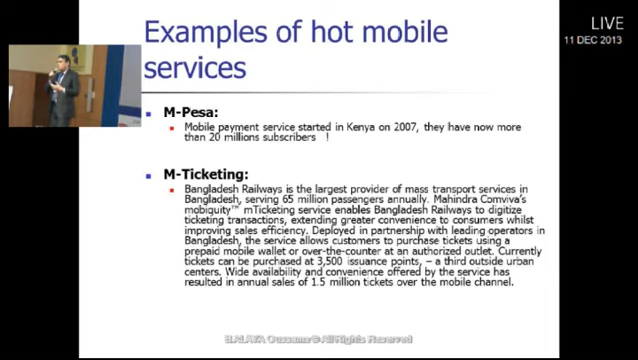 LIVE
11 DEC 2013
Examples of hot mobile
services
M-Pesa:
Mobile payment service started in Kenya on 2007, they have now more
than 20 millions subscribers !
M-Ticketing:
Bangladesh Railways is the largest provider of mass transport services in
Bangladesh, serving 65 million passengers annually. Mahindra Comviva's
mobiquity™ mTicketing service enables Bangladesh Railways to digitize
ticketing transactions, extending greater convenience to consumers whilst
improving sales efficiency. Deployed in partnership with leading operators in
Bangladesh, the service allows customers to purchase tickets using a
prepaid mobile wallet or over-the-counter at an authorized outlet. Currently
tickets can be purchased at 3,500 issuance points, – a third outside urban
centers. Wide availability and convenience offered by the service has
resulted in annual sales of 1.5 million tickets over the mobile channel.
B.ALAYA Oussama © All Rights Reserved